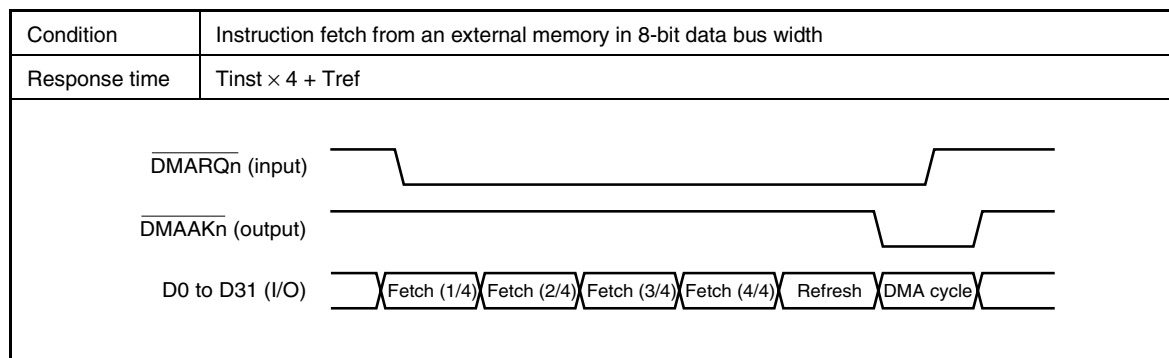 Condition Instruction fetch from an external memory in 8-bit data bus width
Response time Tinst × 4 + Tref
DMARQn (input)
DMAAKn (output)
D0 to D31 (I/O) Fetch (1/4) Fetch (2/4) Fetch (3/4) Fetch (4/4) Refresh DMA cycle